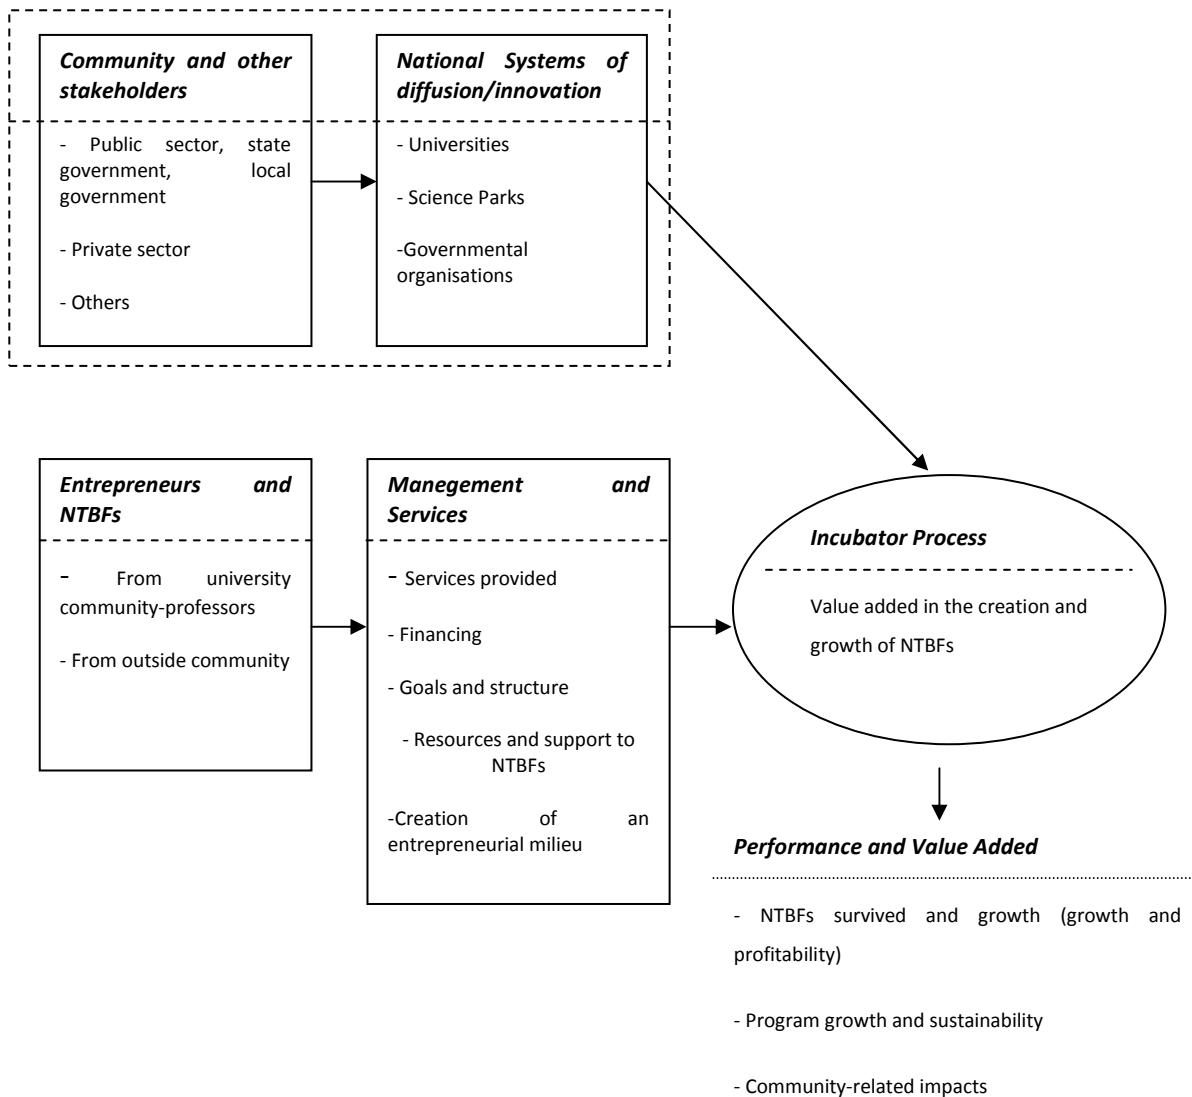 Community and other
stakeholders
- Public sector, state
government, local
government
- Private sector
- Others
National Systems of
diffusion/innovation
- Universities
- Science Parks
-Governmental
organisations
Entrepreneurs and
NTBFs
- From university
community-professors
- From outside community
Manegement and
Services
- Services provided
- Financing
- Goals and structure
- Resources and support to
NTBFs
-Creation of an
entrepreneurial milieu
Incubator Process
Value added in the creation and
growth of NTBFs
Performance and Value Added
- NTBFs survived and growth (growth and
profitability)
- Program growth and sustainability
- Community-related impacts